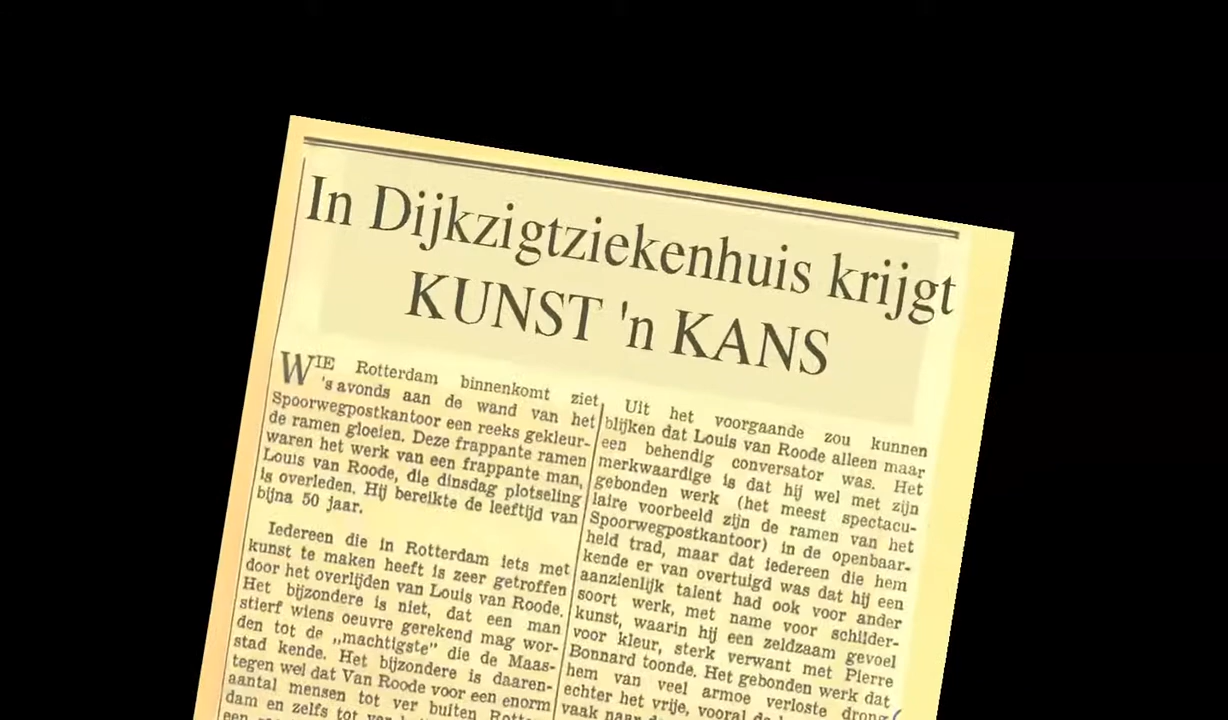 In Dijkzigtziekenhuis krijgt
KUNST 'n KANS
WIE Rotterdam binnenkomt ziet
's avonds aan de wand van het
Spoorwegpostkantoor een reeks gekleur-
de ramen gloeien. Deze frappante ramen
waren het werk van een frappante man,
Louis van Roode, die dinsdag plotseling
is overleden. Hij bereikte de leeftijd van
bijna 50 jaar.
Iedereen die in Rotterdam iets met
kunst te maken heeft is zeer getroffen
door het overlijden van Louis van Roode.
Het bijzondere is niet, dat een man
stierf wiens oeuvre gerekend mag wor-
den tot de „machtigste" die de Maas-
stad kende. Het bijzondere is daaren-
tegen wel dat Van Roode voor een enorm
aantal mensen tot ver buiten
dam en zelfs tot
Uit het voorgaande zou kunnen
blijken dat Louis van Roode alleen maar
een behendig conversator was. Het
merkwaardige is dat hij wel met zijn
gebonden werk (het meest spectacu-
laire voorbeeld zijn de ramen van het
Spoorwegpostkantoor) in de openbaar-
held trad, maar dat iedereen die hem
kende er van overtuigd was dat hij een
aanzienlijk talent had ook voor ander
soort werk, met name voor schilder-
kunst, waarin hij een zeldzaam gevoel
voor kleur, sterk verwant met Pierre
Bonnard toonde. Het gebonden werk dat
hem van veel armoe verloste drong
echter het vrije, vooral
vaak naar